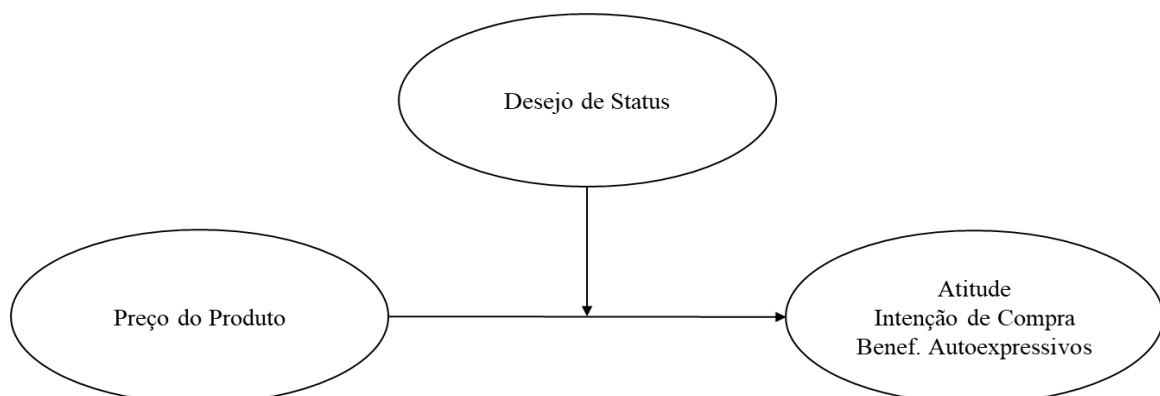 Desejo de Status
Preço do Produto
Atitude
Intenção de Compra
Benef. Autoexpressivos